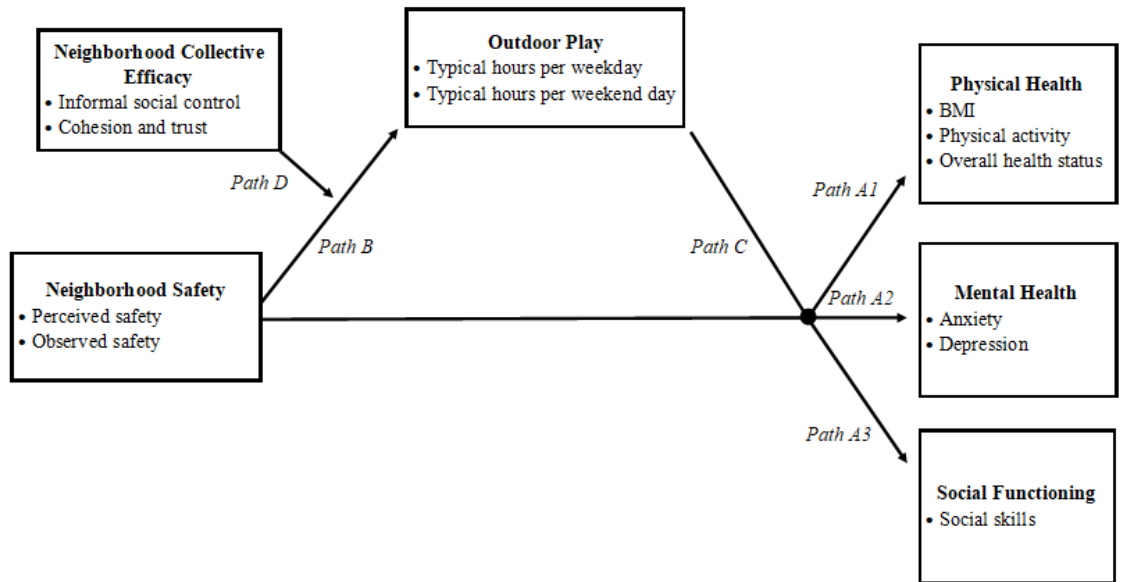 Neighborhood Collective
Efficacy
• Informal social control
• Cohesion and trust
Outdoor Play
• Typical hours per weekday
• Typical hours per weekend day
Physical Health
• BMI
• Physical activity
• Overall health status
Path D
Path A1
Path B
Path C
Neighborhood Safety
• Perceived safety
• Observed safety
Path A2
Mental Health
• Anxiety
• Depression
Path A3
Social Functioning
• Social skills